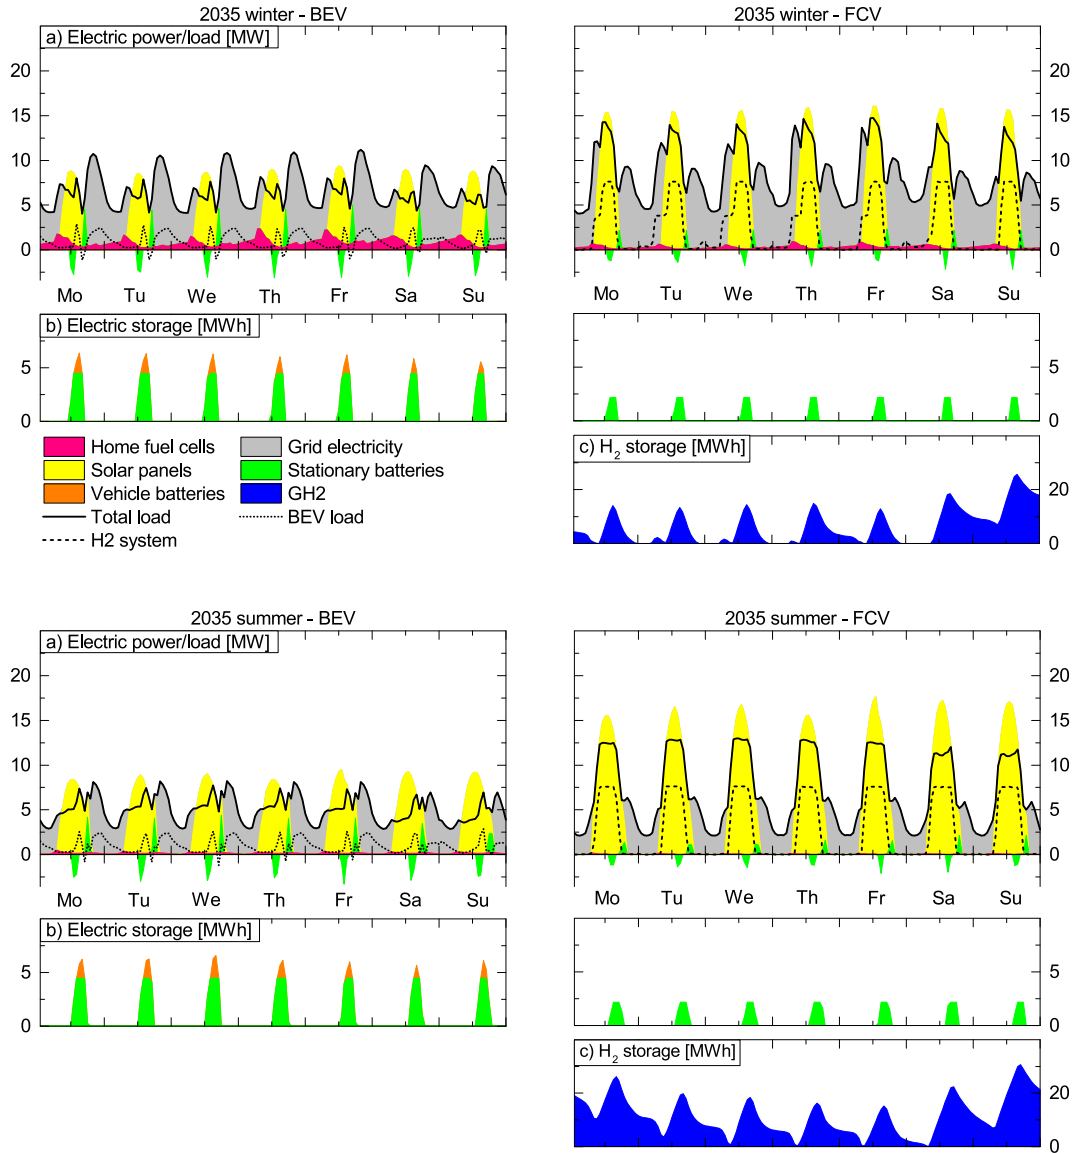 2035 winter - BEV
a) Electric power/load [MW]
20
15
10
5
0
Mo Tu We Th Fr Sa Su
b) Electric storage [MWh]
5
0
2035 winter - FCV
20
15
10
5
0
Mo Tu We Th Fr Sa Su
5
0
c) H2 storage [MWh]
20
0
Home fuel cells
Solar panels
Vehicle batteries
Total load
H2 system
Grid electricity
Stationary batteries
GH2
BEV load
2035 summer - BEV
a) Electric power/load [MW]
20
15
10
5
0
Mo Tu We Th Fr Sa Su
b) Electric storage [MWh]
5
0
2035 summer - FCV
20
15
10
5
0
Mo Tu We Th Fr Sa Su
5
0
c) H2 storage [MWh]
20
0